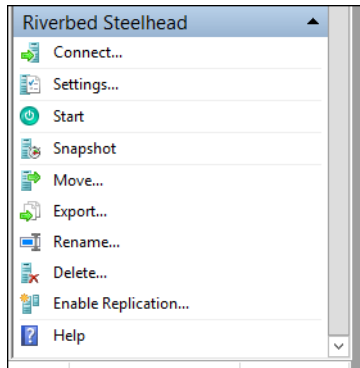 Riverbed Steelhead
Connect...
Settings...
Start
Snapshot
Move...
Export...
Rename...
Delete...
Enable Replication...
Help